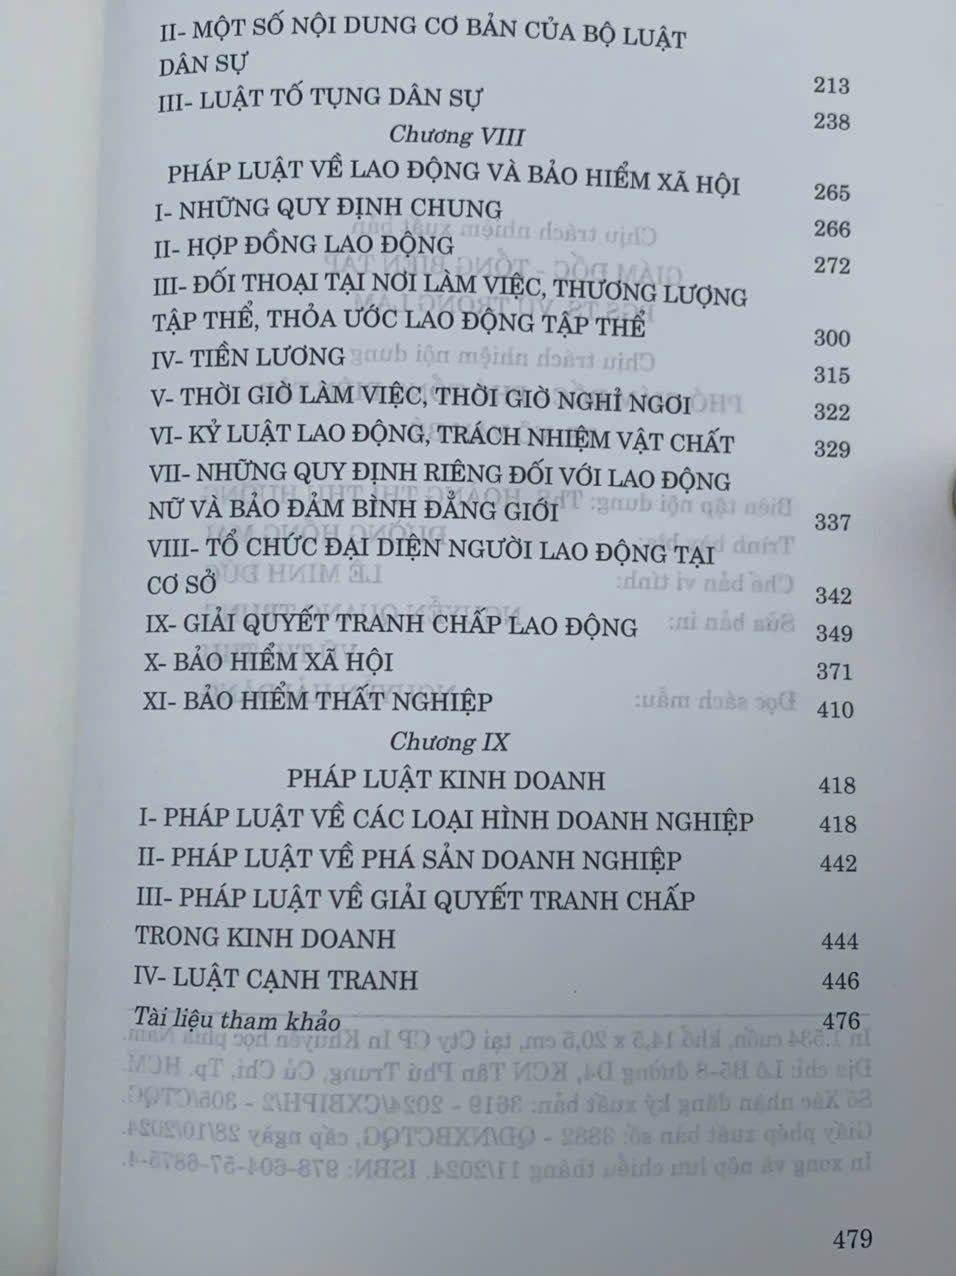 II- MỘT SỐ NỘI DUNG CƠ BẢN CỦA BỘ LUẬT
DÂN SỰ 213
III- LUẬT TỐ TỤNG DÂN SỰ 238
Chương VIII
PHÁP LUẬT VỀ LAO ĐỘNG VÀ BẢO HIỂM XÃ HỘI 265
I- NHỮNG QUY ĐỊNH CHUNG 266
II- HỢP ĐỒNG LAO ĐỘNG 272
III- ĐỐI THOẠI TẠI NƠI LÀM VIỆC, THƯƠNG LƯỢNG
TẬP THỂ, THỎA ƯỚC LAO ĐỘNG TẬP THỂ 300
IV- TIỀN LƯƠNG 315
V- THỜI GIỜ LÀM VIỆC, THỜI GIỜ NGHỈ NGƠI 322
VI- KỶ LUẬT LAO ĐỘNG, TRÁCH NHIỆM VẬT CHẤT 329
VII- NHỮNG QUY ĐỊNH RIÊNG ĐỐI VỚI LAO ĐỘNG
NỮ VÀ BẢO ĐẢM BÌNH ĐẲNG GIỚI 337
VIII- TỔ CHỨC ĐẠI DIỆN NGƯỜI LAO ĐỘNG TẠI
CƠ SỞ 342
IX- GIẢI QUYẾT TRANH CHẤP LAO ĐỘNG 349
X- BẢO HIỂM XÃ HỘI 371
XI- BẢO HIỂM THẤT NGHIỆP 410
Chương IX
PHÁP LUẬT KINH DOANH 418
I- PHÁP LUẬT VỀ CÁC LOẠI HÌNH DOANH NGHIỆP 418
II- PHÁP LUẬT VỀ PHÁ SẢN DOANH NGHIỆP 442
III- PHÁP LUẬT VỀ GIẢI QUYẾT TRANH CHẤP
TRONG KINH DOANH 444
IV- LUẬT CẠNH TRANH 446
Tài liệu tham khảo 476
479